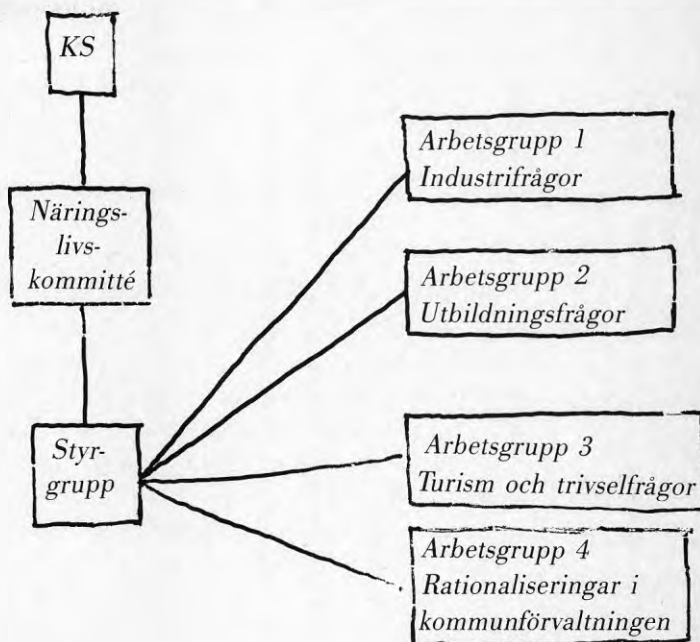 KS
Närings-
livs-
kommitté
Styr-
grupp
Arbetsgrupp 1
Industrifrågor
Arbetsgrupp 2
Utbildningsfrågor
Arbetsgrupp 3
Turism och trivselfrågor
Arbetsgrupp 4
Rationaliseringar i
kommunförvaltningen